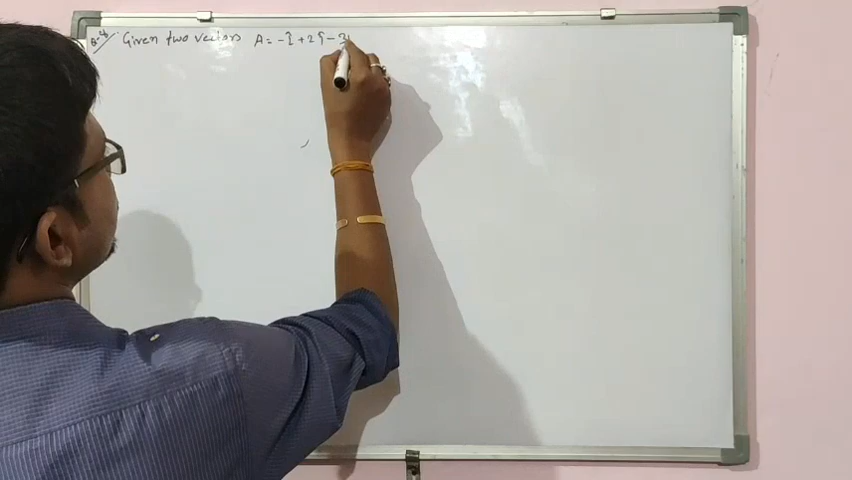 Q-4) Given two vectors A = -î + 2ĵ - 3